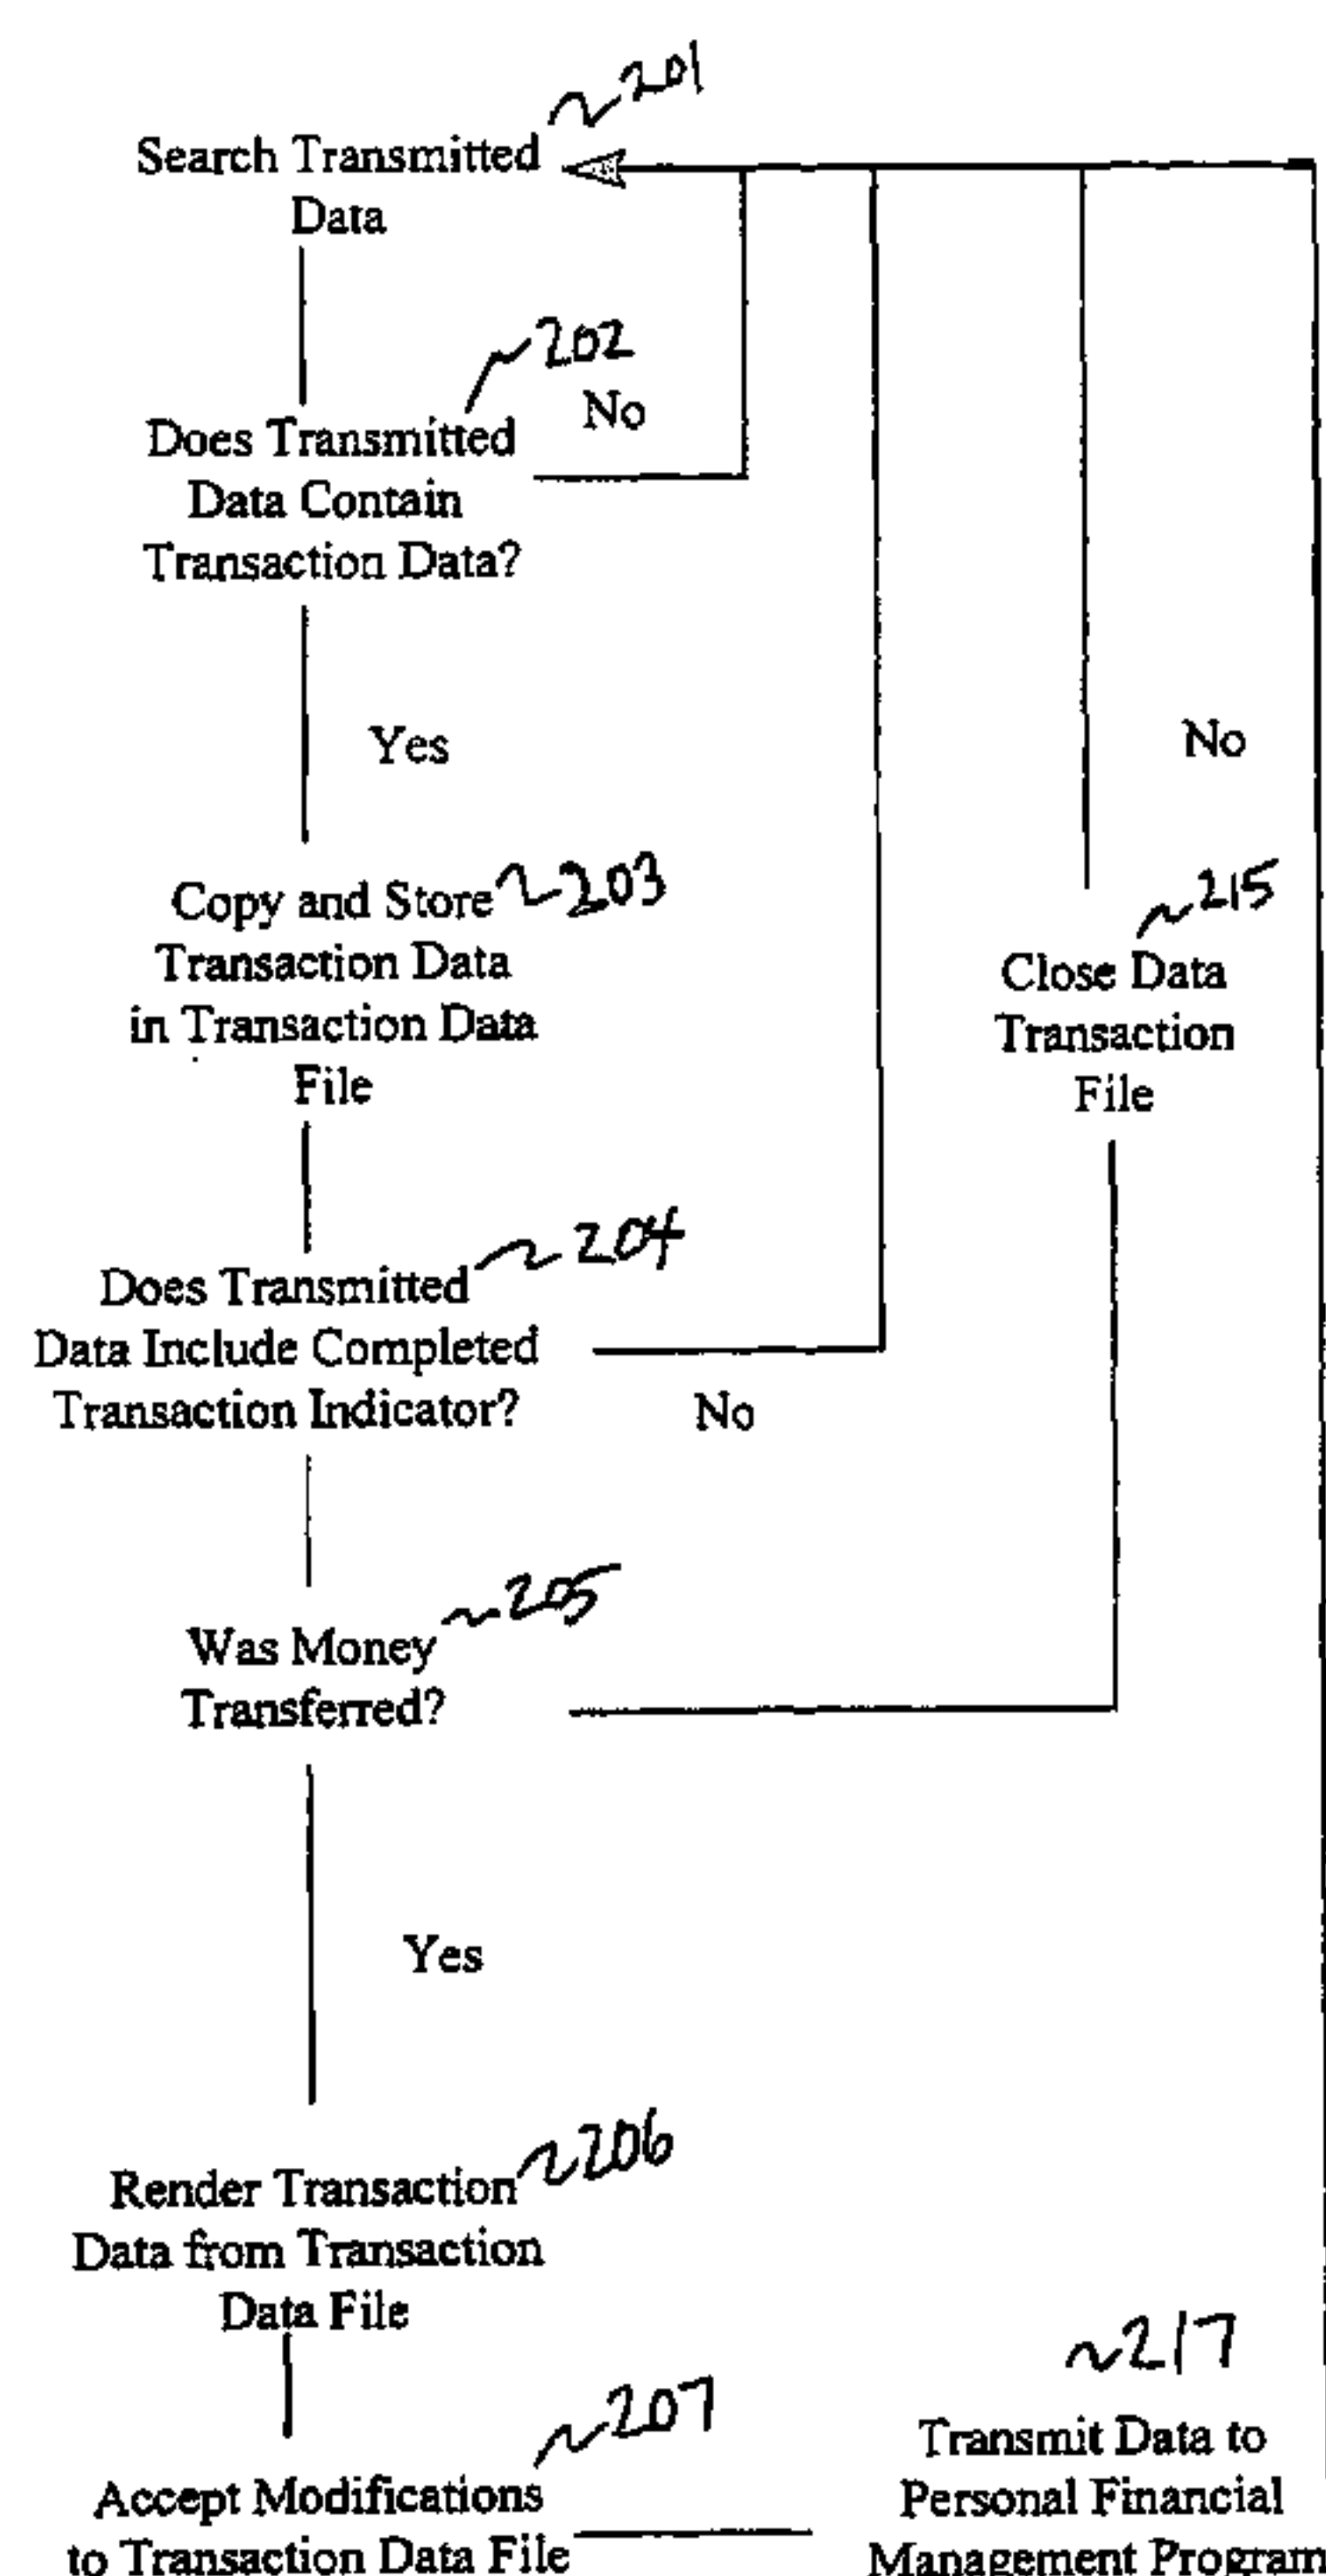 201
Search Transmitted
Data
202
No
Does Transmitted
Data Contain
Transaction Data?
Yes
No
203
Copy and Store
Transaction Data
in Transaction Data
File
215
Close Data
Transaction
File
204
Does Transmitted
Data Include Completed
Transaction Indicator?
No
205
Was Money
Transferred?
Yes
206
Render Transaction
Data from Transaction
Data File
207
Accept Modifications
to Transaction Data File
217
Transmit Data to
Personal Financial
Management Program